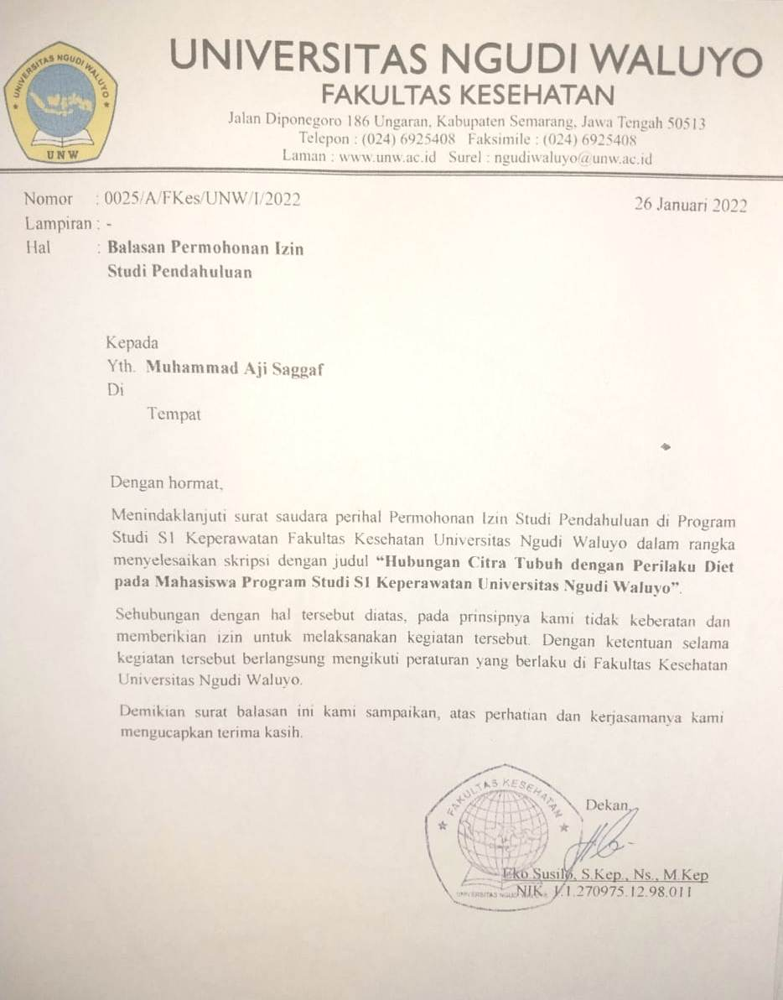 UNIVERSITAS NGUDI WALUYO
UNW
UNIVERSITAS NGUDI WALUYO
FAKULTAS KESEHATAN
Jalan Diponegoro 186 Ungaran, Kabupaten Semarang, Jawa Tengah 50513
Telepon : (024) 6925408 Faksimile : (024) 6925408
Laman : www.unw.ac.id Surel : ngudiwaluyo@unw.ac.id
Nomor : 0025/A/FKes/UNW/I/2022
26 Januari 2022
Lampiran : -
Hal : Balasan Permohonan Izin
Studi Pendahuluan
Kepada
Yth. Muhammad Aji Saggaf
Di
Tempat
Dengan hormat,
Menindaklanjuti surat saudara perihal Permohonan Izin Studi Pendahuluan di Program
Studi S1 Keperawatan Fakultas Kesehatan Universitas Ngudi Waluyo dalam rangka
menyelesaikan skripsi dengan judul “Hubungan Citra Tubuh dengan Perilaku Diet
pada Mahasiswa Program Studi S1 Keperawatan Universitas Ngudi Waluyo”.
Sehubungan dengan hal tersebut diatas, pada prinsipnya kami tidak keberatan dan
memberikian izin untuk melaksanakan kegiatan tersebut. Dengan ketentuan selama
kegiatan tersebut berlangsung mengikuti peraturan yang berlaku di Fakultas Kesehatan
Universitas Ngudi Waluyo.
Demikian surat balasan ini kami sampaikan, atas perhatian dan kerjasamanya kami
mengucapkan terima kasih.
FAKULTAS KESEHATAN
Dekan,
Eko Susilo, S.Kep., Ns., M.Kep
UNIVERSITAS NGUDI
NIK. 1.1.270975.12.98.011